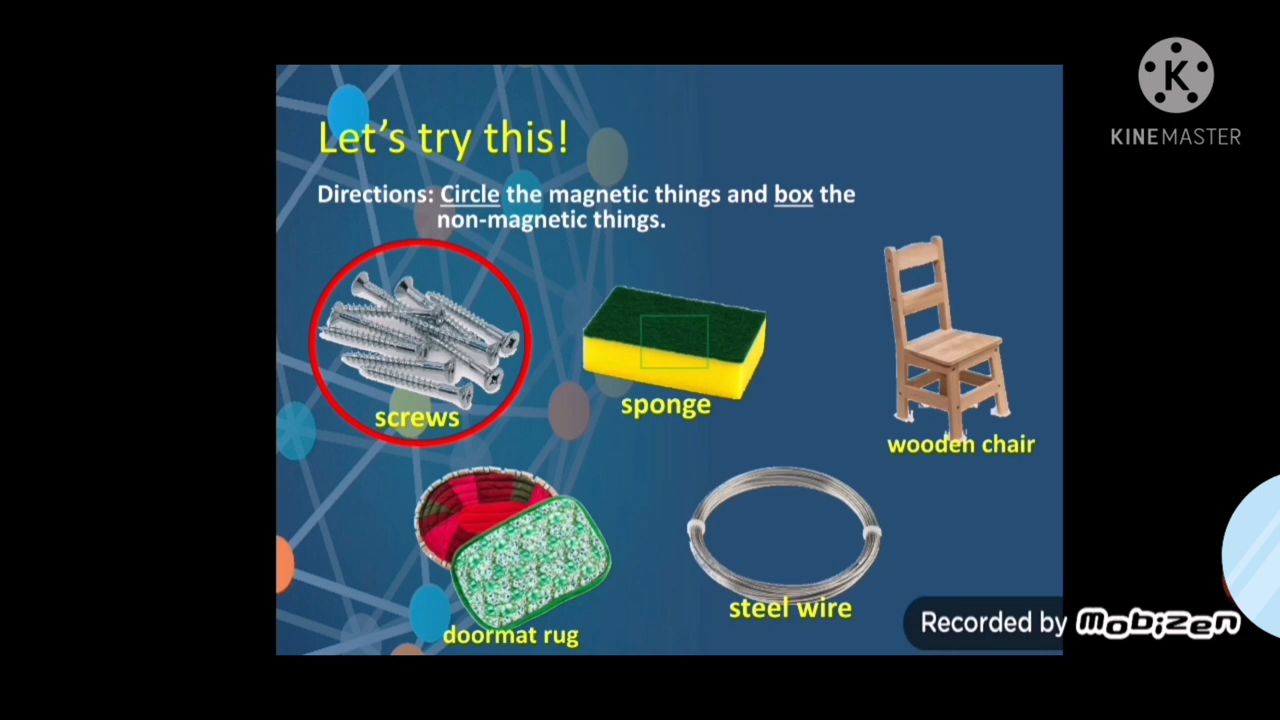 K
KINEMASTER
Let's try this!
Directions: Circle the magnetic things and box the
non-magnetic things.
screws
sponge
wooden chair
doormat rug
steel wire
Recorded by Mobizen